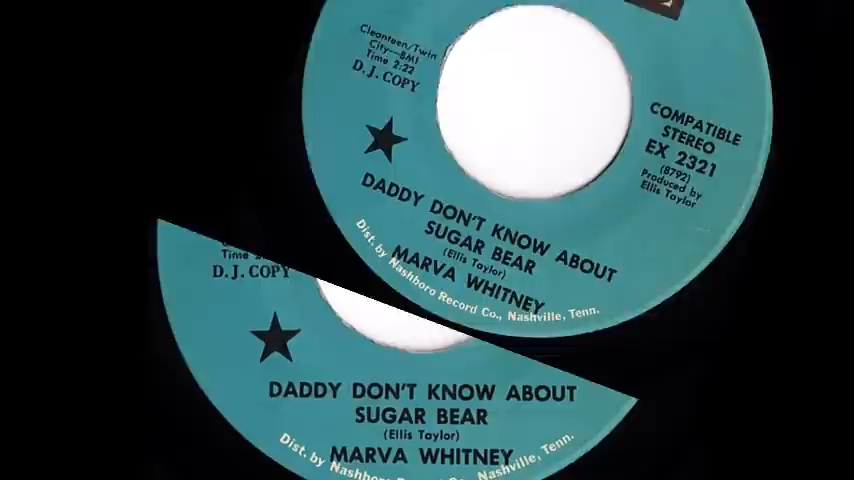 Cleanteen/Twin
City—BMI
Time 2:22
D.J. COPY
COMPATIBLE
STEREO
EX 2321
(8792)
Produced by
Ellis Taylor
DADDY DON'T KNOW ABOUT
SUGAR BEAR
(Ellis Taylor)
MARVA WHITNEY
Dist. by Nashboro Record Co., Nashville, Tenn.
Time
D.J. COPY
DADDY DON'T KNOW ABOUT
SUGAR BEAR
(Ellis Taylor)
MARVA WHITNEY
Dist. by Nashboro Nashville, Tenn.